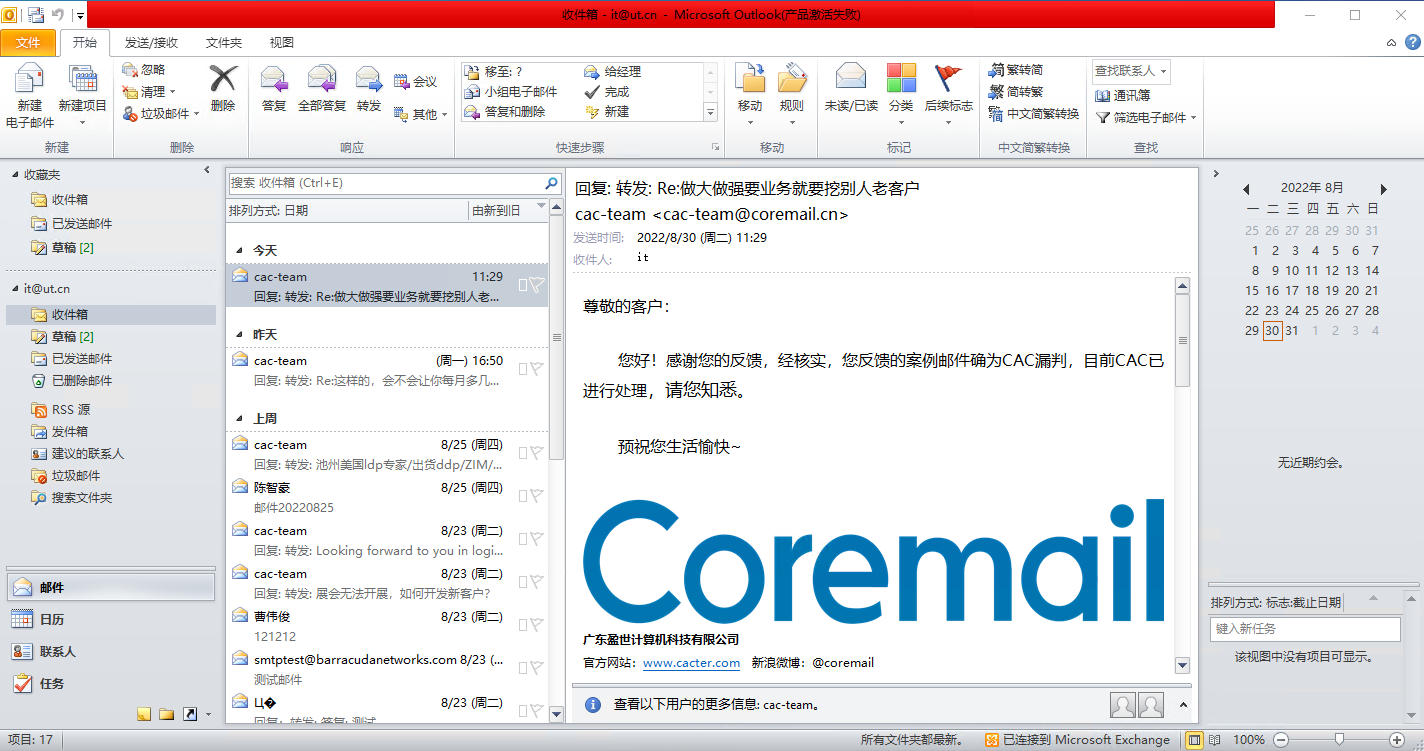 收件箱 - it@ut.cn - Microsoft Outlook(产品激活失败)
文件 开始 发送/接收 文件夹 视图
新建 电子邮件
新建项目
新建
忽略
清理
垃圾邮件
删除
删除
答复
全部答复
转发
会议
其他
响应
移至: ?
小组电子邮件
答复和删除
给经理
完成
新建
快速步骤
移动
规则
移动
未读/已读
分类
后续标志
标记
繁转简
简转繁
中文简繁转换
中文简繁转换
查找联系人
通讯簿
筛选电子邮件
查找
收藏夹
收件箱
已发送邮件
草稿 [2]
it@ut.cn
收件箱
草稿 [2]
已发送邮件
已删除邮件
RSS 源
发件箱
建议的联系人
垃圾邮件
搜索文件夹
邮件
日历
联系人
任务
搜索 收件箱 (Ctrl+E)
排列方式: 日期 由新到旧
今天
cac-team 11:29
回复: 转发: Re:做大做强要业务就要挖别人老...
昨天
cac-team (周一) 16:50
回复: 转发: Re:这样的，会不会让你每月多几...
上周
cac-team 8/25 (周四)
回复: 转发: 池州美国ldp专家/出货ddp/ZIM/...
陈智豪 8/25 (周四)
邮件20220825
cac-team 8/23 (周二)
回复: 转发: Looking forward to you in logi...
cac-team 8/23 (周二)
回复: 转发: 展会无法开展，如何开发新客户?
曹伟俊 8/23 (周二)
121212
smtptest@barracudanetworks.com 8/23 (...
测试邮件
Ц� 8/23 (周二)
回复: 转发: 答复: 测试
回复: 转发: Re:做大做强要业务就要挖别人老客户
cac-team <cac-team@coremail.cn>
发送时间: 2022/8/30 (周二) 11:29
收件人: it
尊敬的客户：
您好！感谢您的反馈，经核实，您反馈的案例邮件确为CAC漏判，目前CAC已
进行处理，请您知悉。
预祝您生活愉快~
Coremail
广东盈世计算机科技有限公司
官方网站：www.cacter.com 新浪微博：@coremail
查看以下用户的更多信息: cac-team。
2022年 8月
一 二 三 四 五 六 日
25 26 27 28 29 30 31
1 2 3 4 5 6 7
8 9 10 11 12 13 14
15 16 17 18 19 20 21
22 23 24 25 26 27 28
29 30 31 1 2 3 4
无近期约会。
排列方式: 标志:截止日期
键入新任务
该视图中没有项目可显示。
项目: 17 所有文件夹都最新。 已连接到 Microsoft Exchange 100%